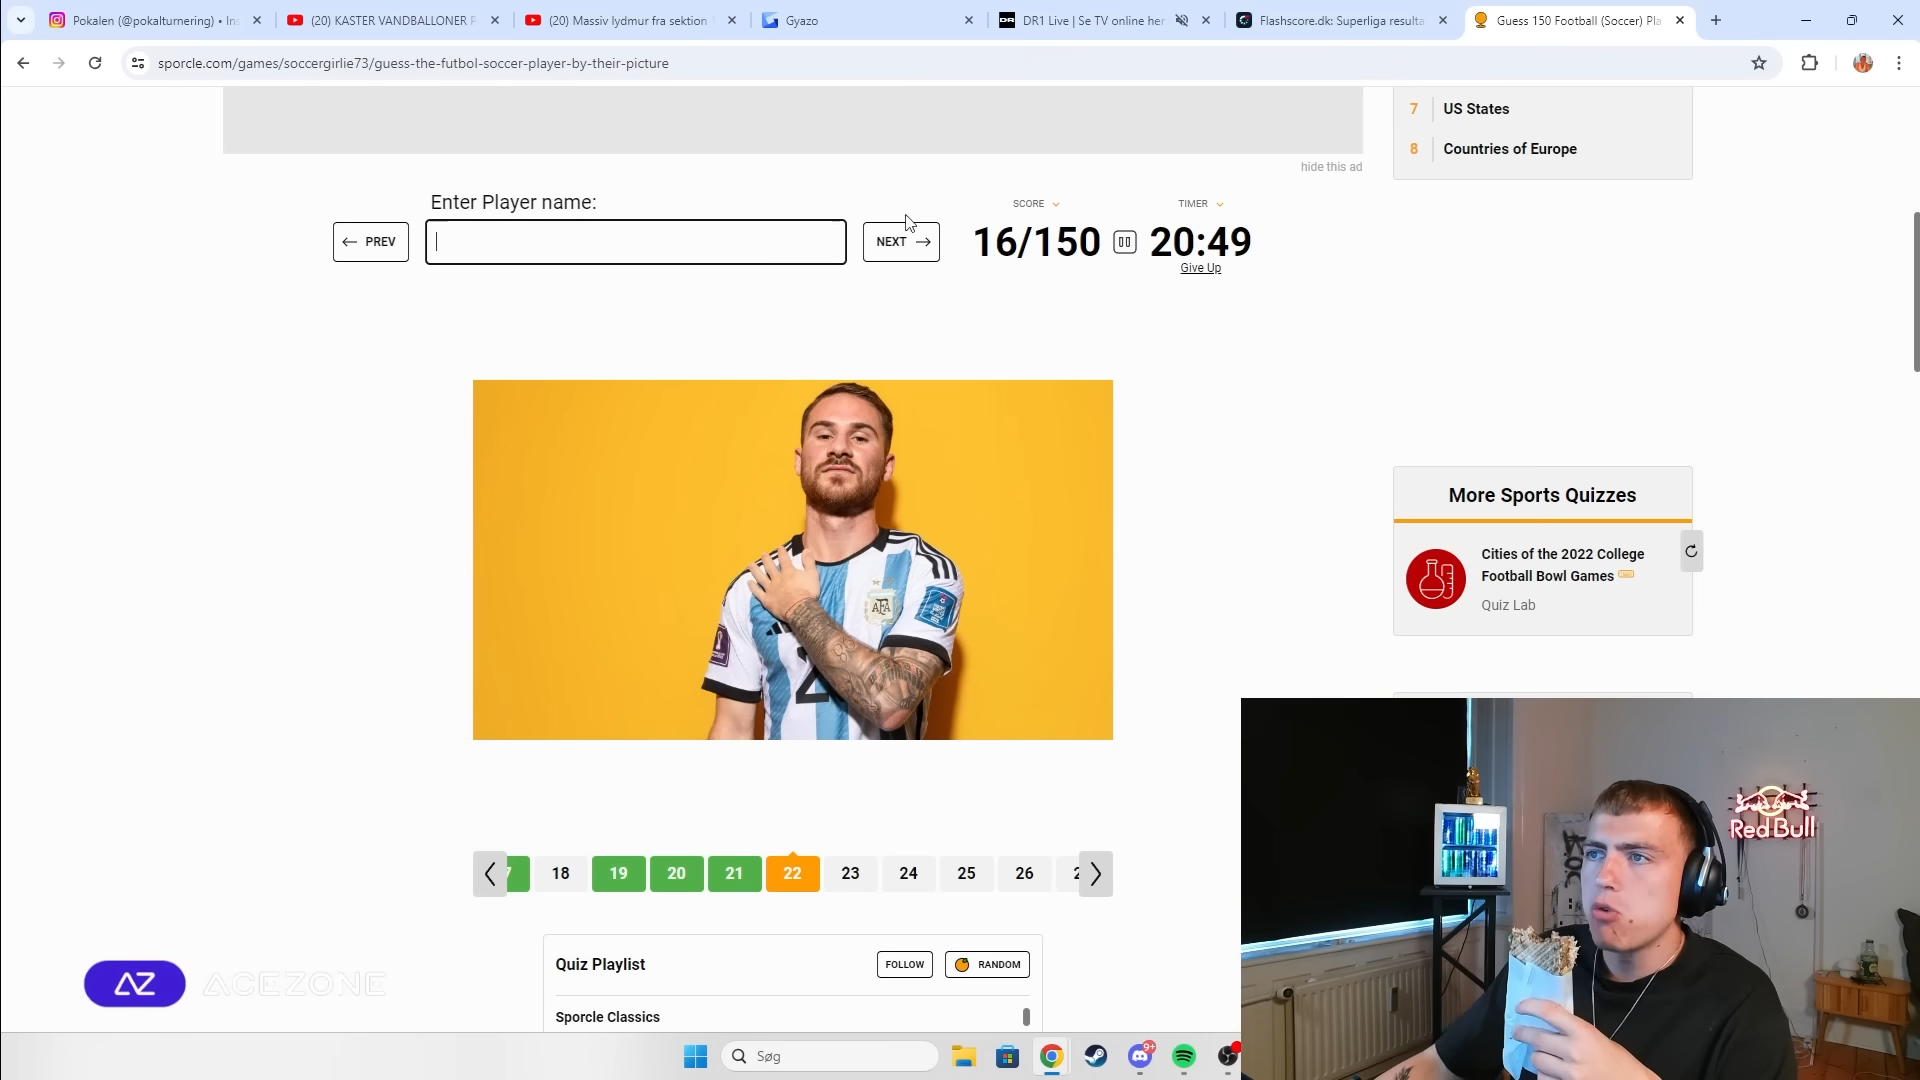 Pokalen (@pokalturnering) • Ins
(20) KASTER VANDBALLONER P
(20) Massiv lydmur fra sektion
Gyazo
DR1 Live | Se TV online her
Flashscore.dk: Superliga resulta
Guess 150 Football (Soccer) Pla
sporcle.com/games/soccergirlie73/guess-the-futbol-soccer-player-by-their-picture
7 US States
8 Countries of Europe
hide this ad
Enter Player name:
SCORE
TIMER
PREV
NEXT
16/150
20:49
Give Up
AFA
2
More Sports Quizzes
Cities of the 2022 College
Football Bowl Games
Quiz Lab
18 19 20 21 22 23 24 25 26
Quiz Playlist
FOLLOW
RANDOM
Sporcle Classics
Red Bull
AZ ACEZONE
Søg
9+